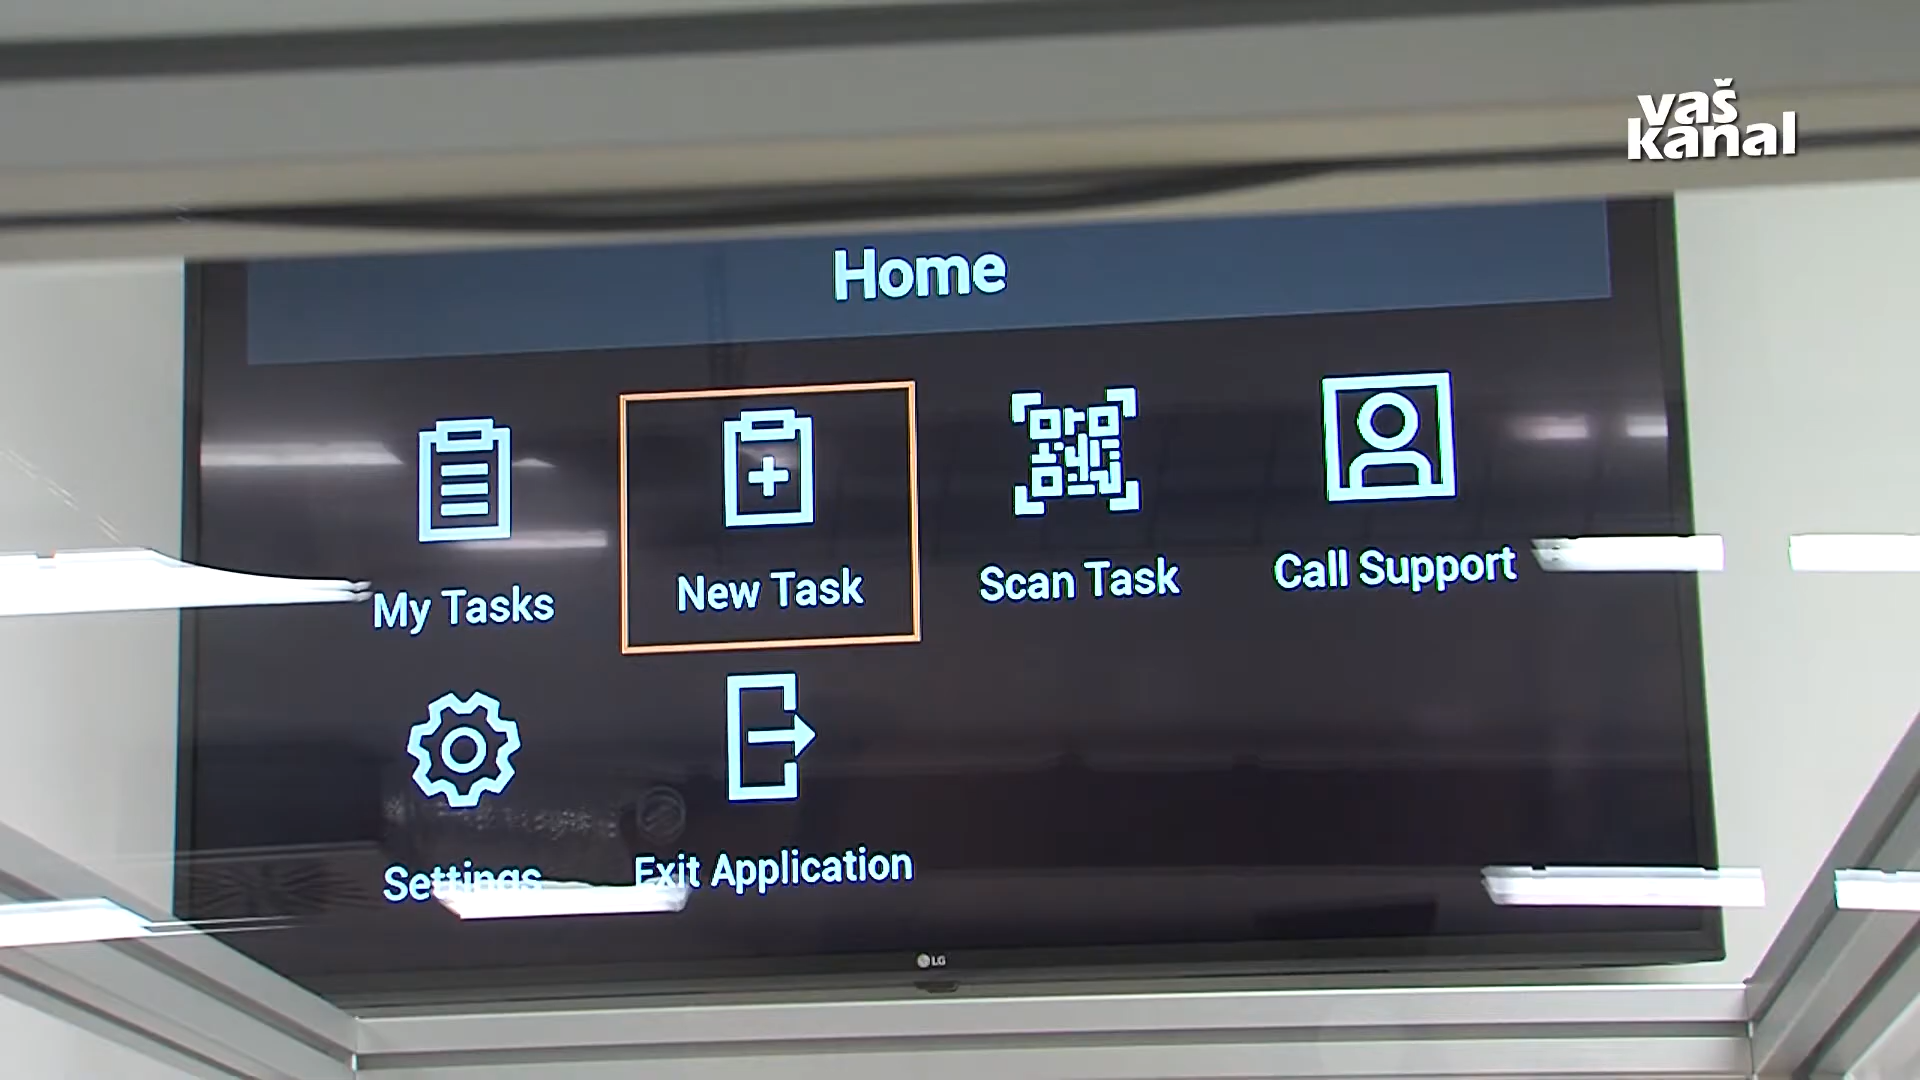 vaš
kanal
Home
My Tasks
New Task
Scan Task
Call Support
Settings
Exit Application
LG